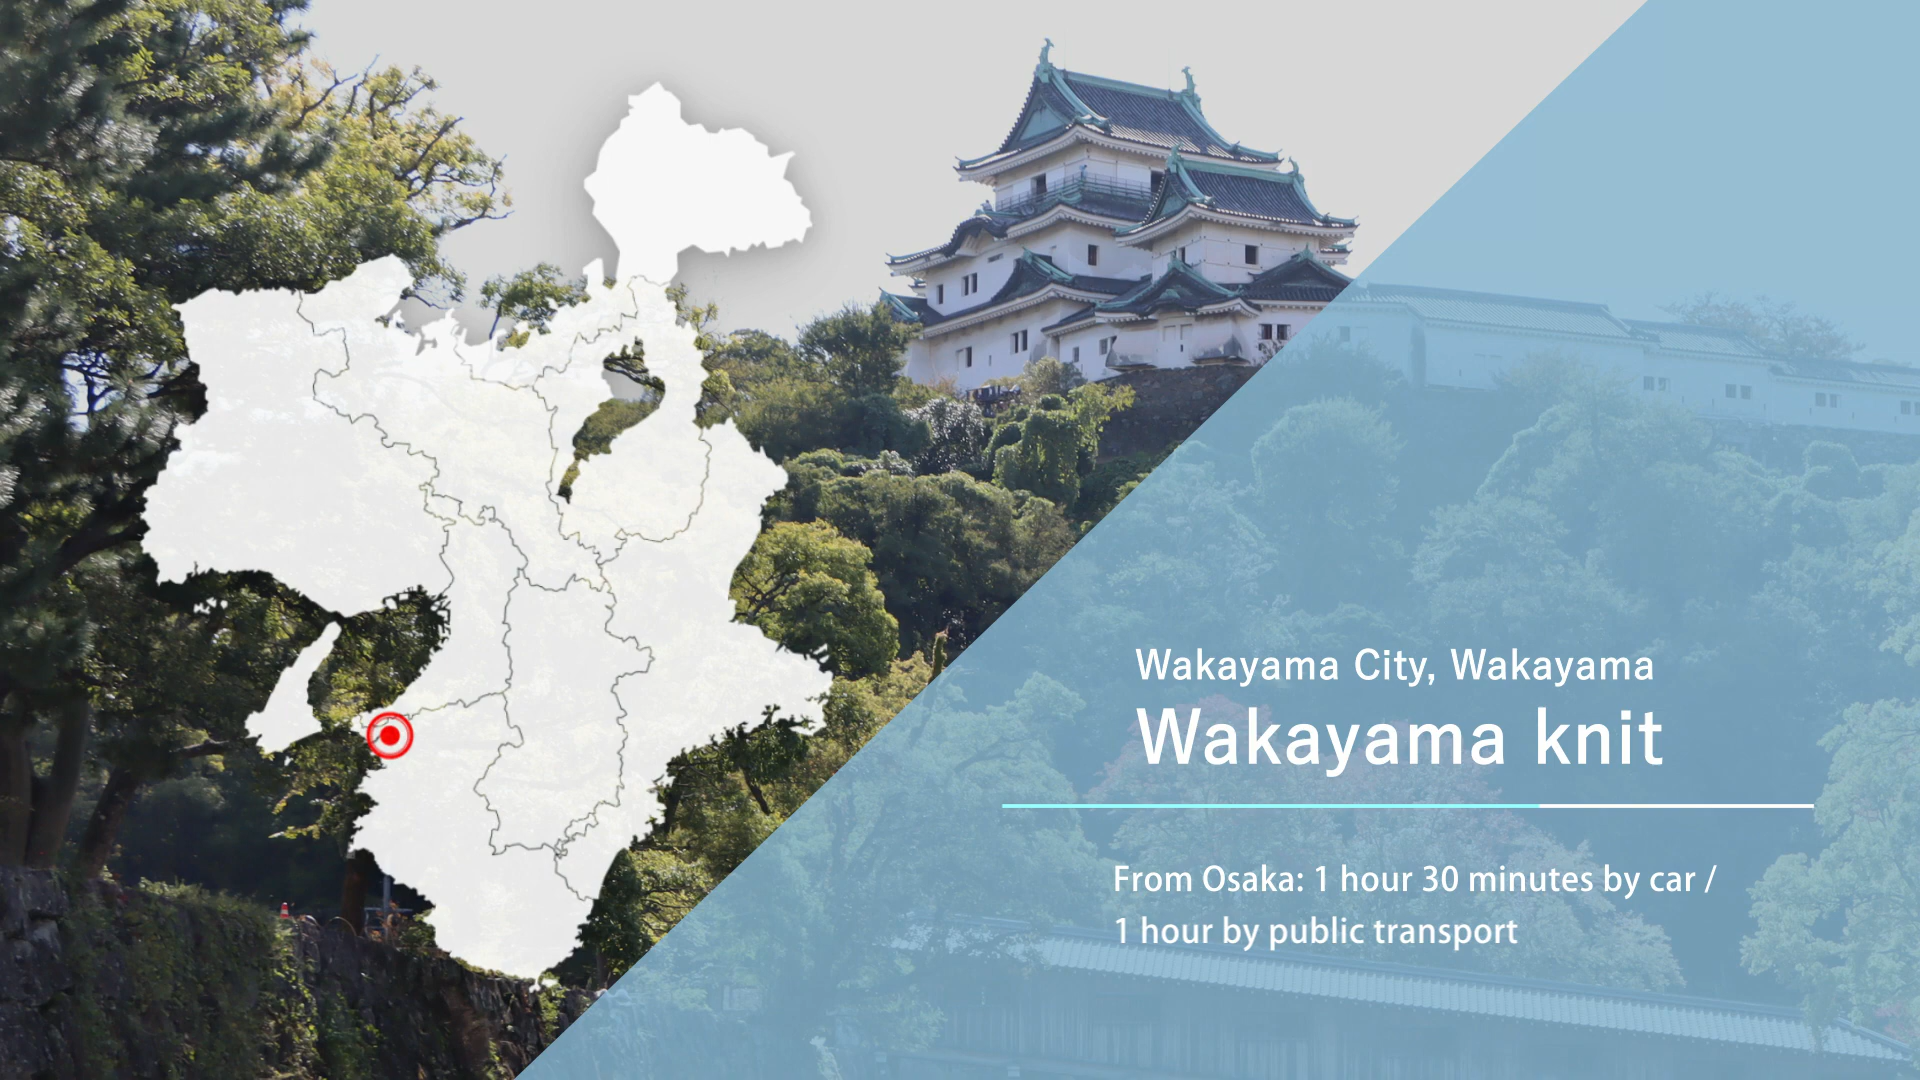 Wakayama City, Wakayama
Wakayama knit
From Osaka: 1 hour 30 minutes by car /
1 hour by public transport